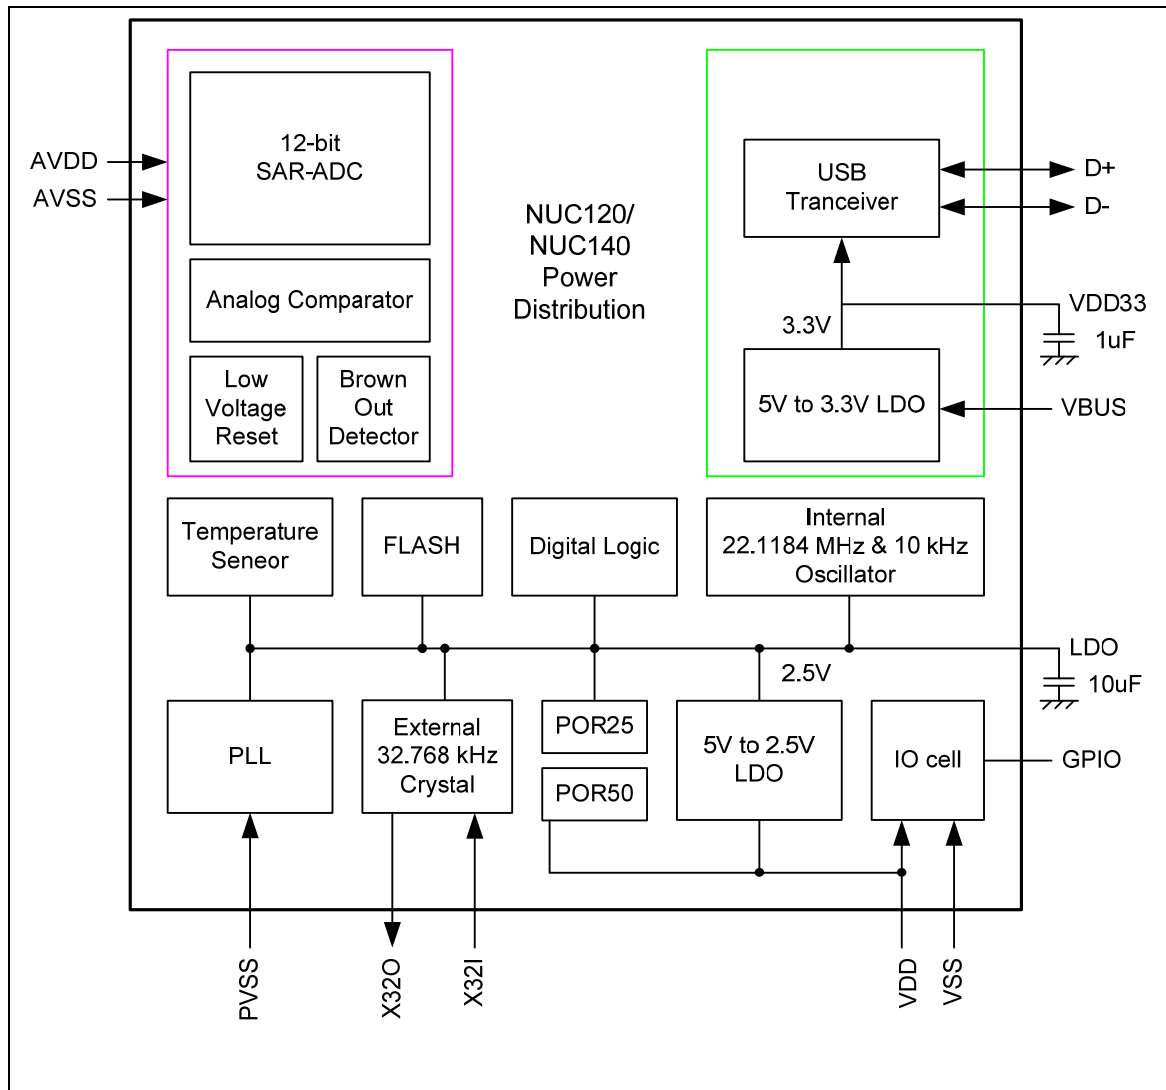 12-bit
SAR-ADC
AVDD
AVSS
Analog Comparator
Low
Voltage
Reset
Brown
Out
Detector
NUC120/
NUC140
Power
Distribution
USB
Tranceiver
D+
D-
VDD33
3.3V
1uF
5V to 3.3V LDO
VBUS
Temperature
Seneor
FLASH
Digital Logic
Internal
22.1184 MHz & 10 kHz
Oscillator
LDO
2.5V
10uF
PLL
External
32.768 kHz
Crystal
POR25
POR50
5V to 2.5V
LDO
IO cell
GPIO
PVSS
X32O
X32I
VDD
VSS